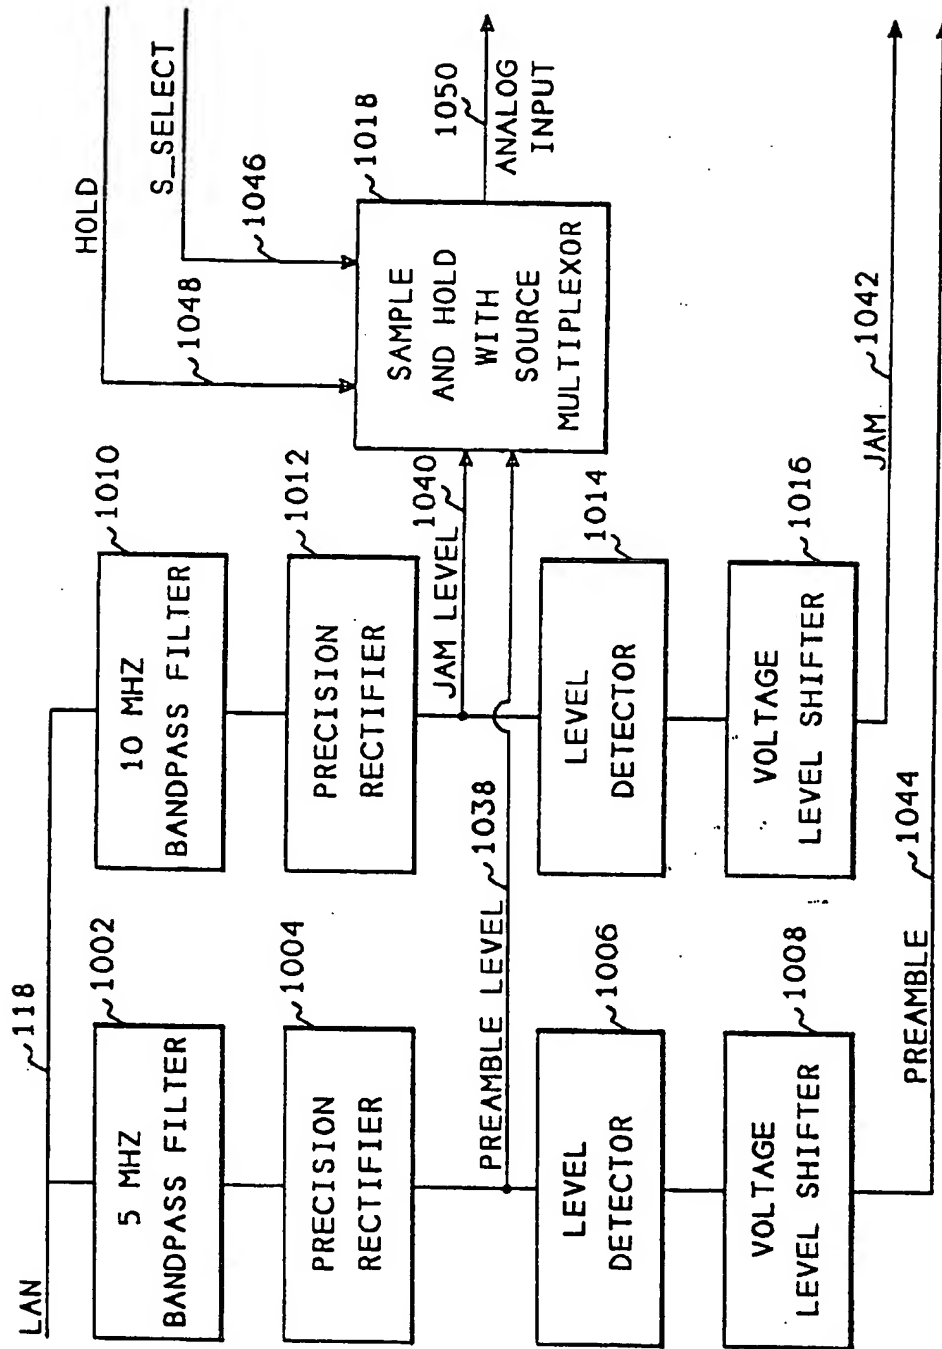 LAN
118
HOLD
S_SELECT
1048
1046
1002
5 MHZ
BANDPASS FILTER
1010
10 MHZ
BANDPASS FILTER
1004
PRECISION
RECTIFIER
1012
PRECISION
RECTIFIER
PREAMBLE LEVEL
1038
JAM LEVEL
1040
1018
SAMPLE
AND HOLD
WITH
SOURCE
MULTIPLEXOR
1050
ANALOG
INPUT
1006
LEVEL
DETECTOR
1014
LEVEL
DETECTOR
1008
VOLTAGE
LEVEL SHIFTER
1016
VOLTAGE
LEVEL SHIFTER
JAM
1042
PREAMBLE
1044